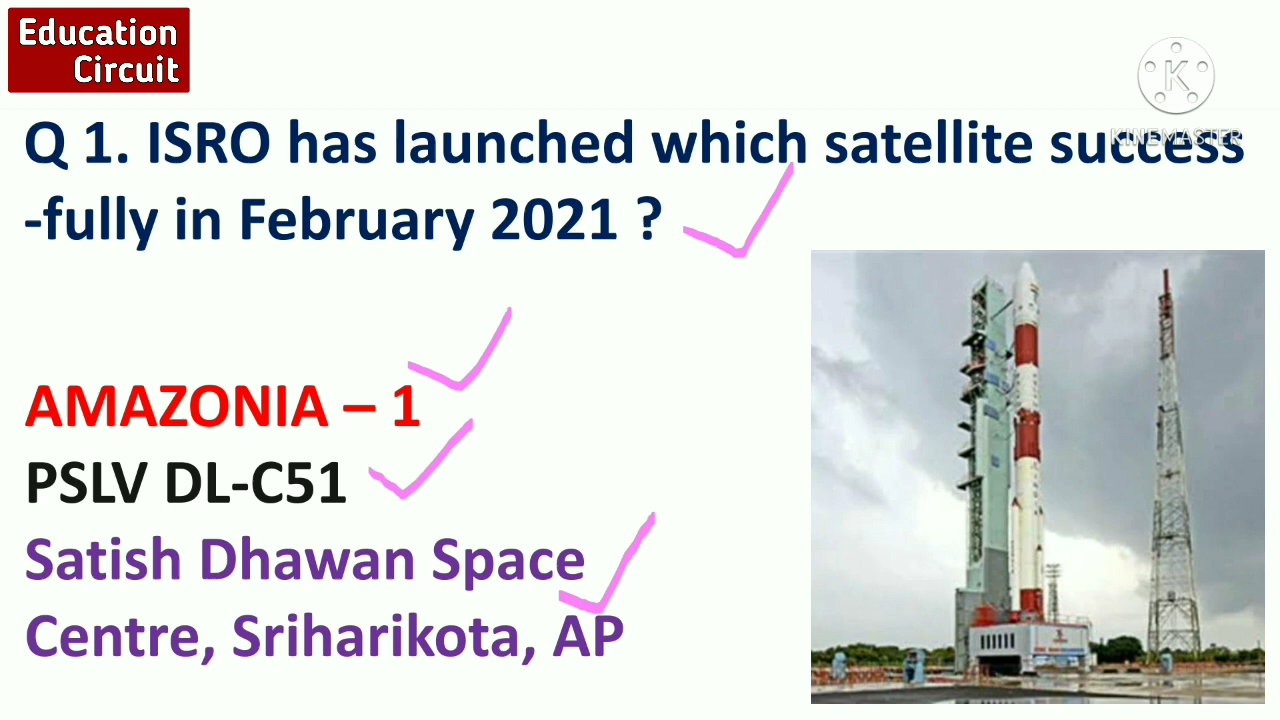 Education
Circuit
K
KINEMASTER
Q 1. ISRO has launched which satellite success
-fully in February 2021 ?
AMAZONIA – 1
PSLV DL-C51
Satish Dhawan Space
Centre, Sriharikota, AP